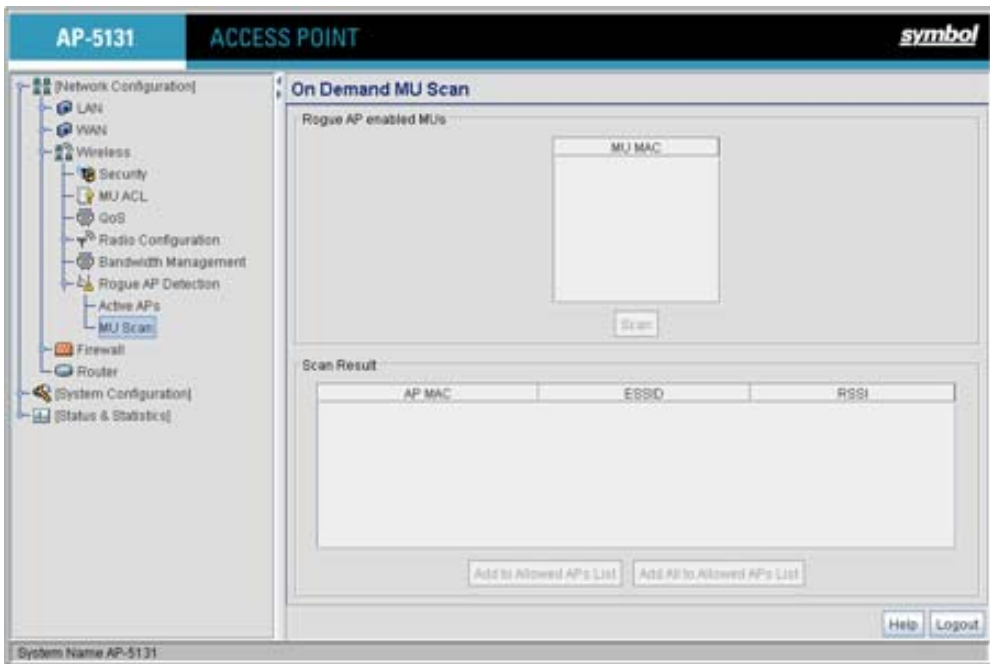 AP-5131 ACCESS POINT symbol
[Network Configuration]
LAN
WAN
Wireless
Security
MU ACL
QoS
Radio Configuration
Bandwidth Management
Rogue AP Detection
Active APs
MU Scan
Firewall
Router
[System Configuration]
[Status & Statistics]
On Demand MU Scan
Rogue AP enabled MUs
MU MAC
Scan
Scan Result
AP MAC ESSID RSSI
Add to Allowed APs List Add All to Allowed APs List
Help Logout
System Name AP-5131